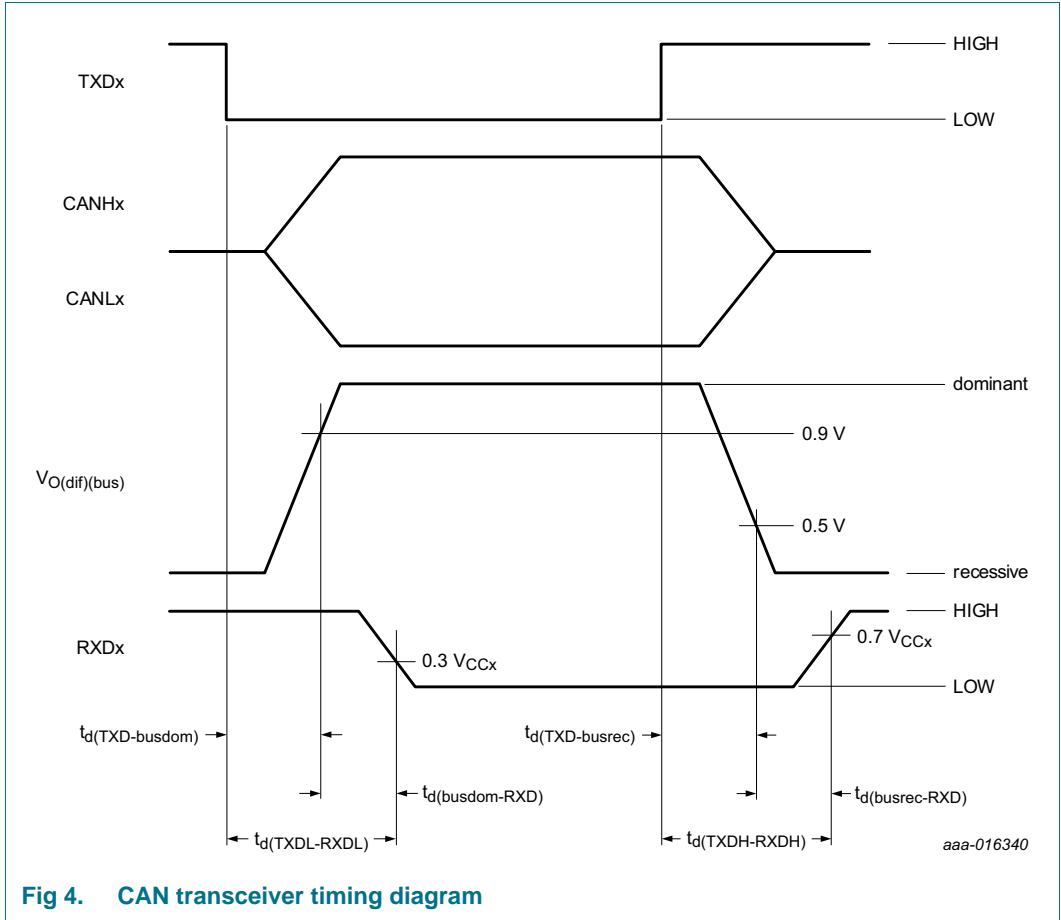 TXDx
HIGH
LOW
CANHx
CANLx
dominant
0.9 V
VO(dif)(bus)
0.5 V
recessive
HIGH
RXDx
0.3 VCCx
0.7 VCCx
LOW
td(TXD-busdom)
td(TXD-busrec)
td(busdom-RXD)
td(busrec-RXD)
td(TXDL-RXDL)
td(TXDH-RXDH)
aaa-016340
Fig 4. CAN transceiver timing diagram